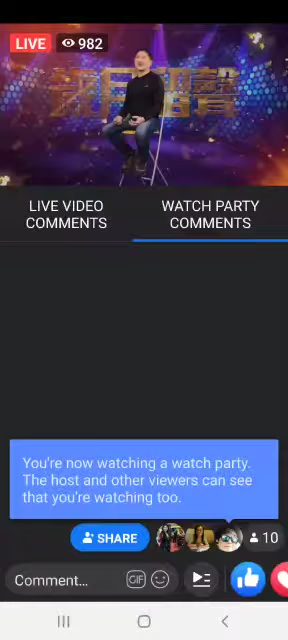 LIVE
982
LIVE VIDEO
COMMENTS
WATCH PARTY
COMMENTS
You're now watching a watch party.
The host and other viewers can see
that you're watching too.
SHARE
10
Comment...
GIF